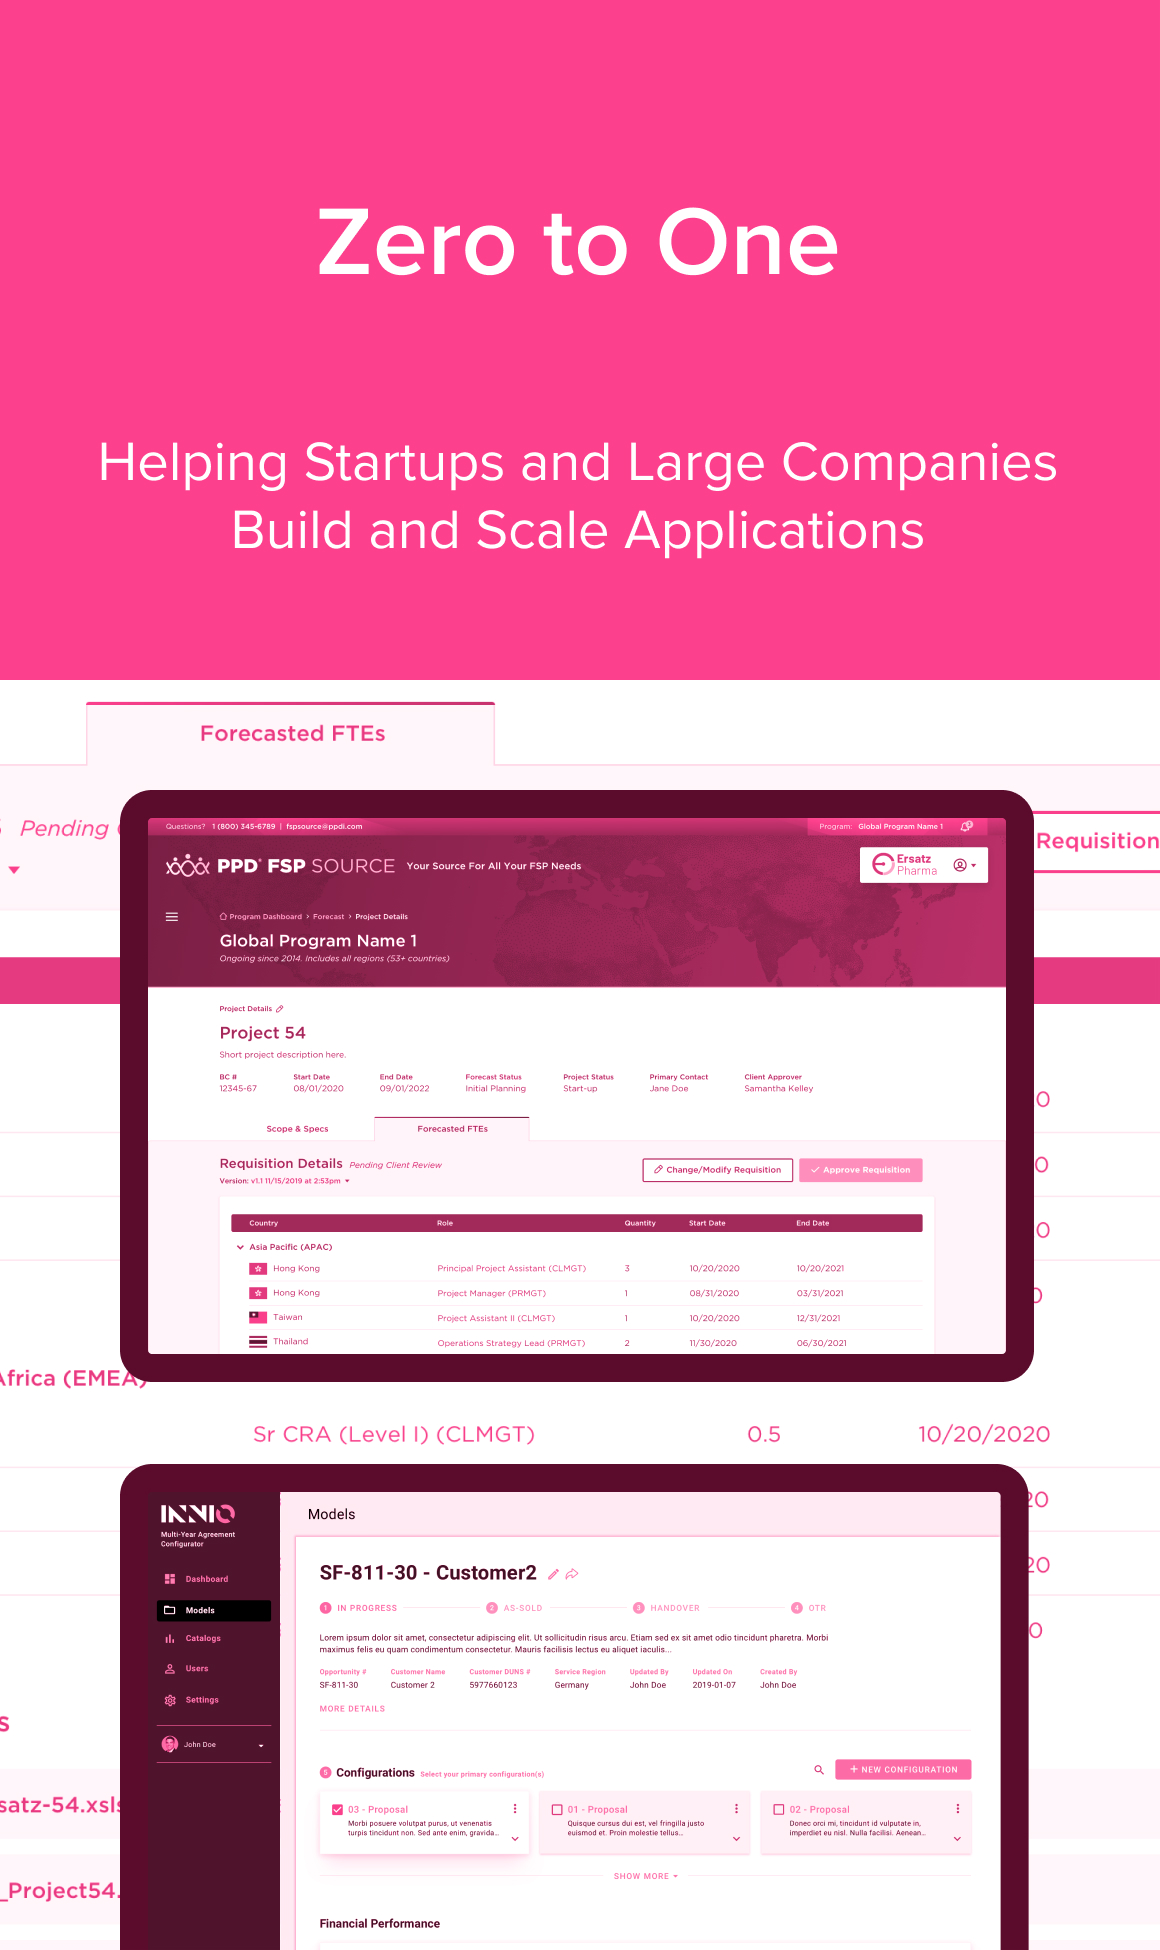 Zero to One
Helping Startups and Large Companies
Build and Scale Applications
Forecasted FTEs
Pending
Requisition
Questions? 1 (800) 345-6789 | fspsource@ppdi.com
Program: Global Program Name 1
PPD FSP SOURCE Your Source For All Your FSP Needs
Ersatz
Pharma
Program Dashboard > Forecast > Project Details
Global Program Name 1
Ongoing since 2014. Includes all regions (53+ countries)
Project Details
Project 54
Short project description here.
BC # Start Date End Date Forecast Status Project Status Primary Contact Client Approver
12345-67 08/01/2020 09/01/2022 Initial Planning Start-up Jane Doe Samantha Kelley
Scope & Specs Forecasted FTEs
Requisition Details Pending Client Review
Version: v1.1 11/15/2019 at 2:53pm
Change/Modify Requisition Approve Requisition
Country Role Quantity Start Date End Date
Asia Pacific (APAC)
Hong Kong Principal Project Assistant (CLMGT) 3 10/20/2020 10/20/2021
Hong Kong Project Manager (PRMGT) 1 08/31/2020 03/31/2021
Taiwan Project Assistant II (CLMGT) 1 10/20/2020 12/31/2021
Thailand Operations Strategy Lead (PRMGT) 2 11/30/2020 06/30/2021
0
0
0
0
Africa (EMEA)
Sr CRA (Level I) (CLMGT) 0.5 10/20/2020
20
20
0
s
satz-54.xsls
_Project54.
INNIO
Multi-Year Agreement
Configurator
Dashboard
Models
Catalogs
Users
Settings
John Doe
Models
SF-811-30 - Customer2
1 IN PROGRESS 2 AS-SOLD 3 HANDOVER 4 OTR
Lorem ipsum dolor sit amet, consectetur adipiscing elit. Ut sollicitudin risus arcu. Etiam sed ex sit amet odio tincidunt pharetra. Morbi
maximus felis eu quam condimentum consectetur. Mauris facilisis lectus eu aliquet iaculis...
Opportunity # Customer Name Customer DUNS # Service Region Updated By Updated On Created By
SF-811-30 Customer 2 5977660123 Germany John Doe 2019-01-07 John Doe
MORE DETAILS
5 Configurations Select your primary configuration(s)
+ NEW CONFIGURATION
03 - Proposal
Morbi posuere volutpat purus, ut venenatis
turpis tincidunt non. Sed ante enim, gravida...
01 - Proposal
Quisque cursus dui est, vel fringilla justo
euismod et. Proin molestie tellus...
02 - Proposal
Donec orci mi, tincidunt id vulputate in,
imperdiet eu nisl. Nulla facilisi. Aenean...
SHOW MORE
Financial Performance